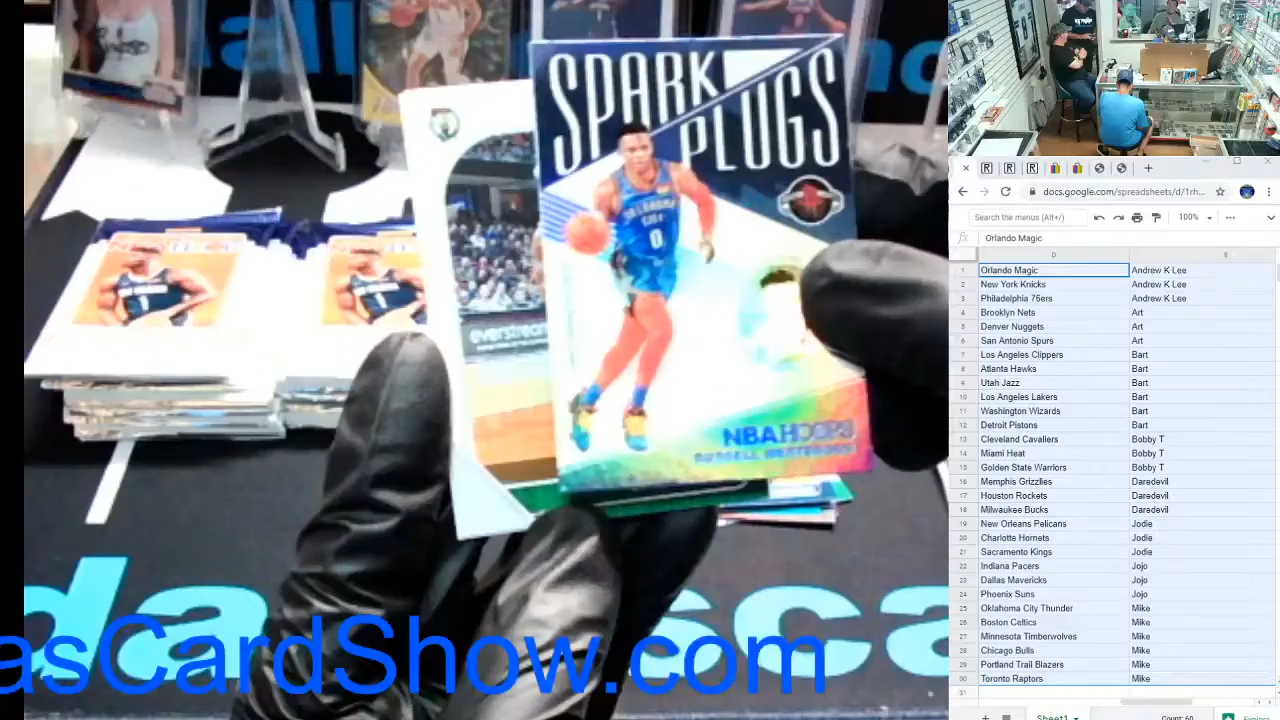 SPARK
PLUGS
OKLAHOMA
CITY
0
NBA HOOPS
RUSSELL WESTBROOK
everstream
asCardShow.com
docs.google.com/spreadsheets/d/1rh
Search the menus (Alt+/)
100%
fx Orlando Magic
D E
1 Orlando Magic Andrew K Lee
2 New York Knicks Andrew K Lee
3 Philadelphia 76ers Andrew K Lee
4 Brooklyn Nets Art
5 Denver Nuggets Art
6 San Antonio Spurs Art
7 Los Angeles Clippers Bart
8 Atlanta Hawks Bart
9 Utah Jazz Bart
10 Los Angeles Lakers Bart
11 Washington Wizards Bart
12 Detroit Pistons Bart
13 Cleveland Cavaliers Bobby T
14 Miami Heat Bobby T
15 Golden State Warriors Bobby T
16 Memphis Grizzlies Daredevil
17 Houston Rockets Daredevil
18 Milwaukee Bucks Daredevil
19 New Orleans Pelicans Jodie
20 Charlotte Hornets Jodie
21 Sacramento Kings Jodie
22 Indiana Pacers Jojo
23 Dallas Mavericks Jojo
24 Phoenix Suns Jojo
25 Oklahoma City Thunder Mike
26 Boston Celtics Mike
27 Minnesota Timberwolves Mike
28 Chicago Bulls Mike
29 Portland Trail Blazers Mike
30 Toronto Raptors Mike
31
Sheet1
Count: 60
Explore